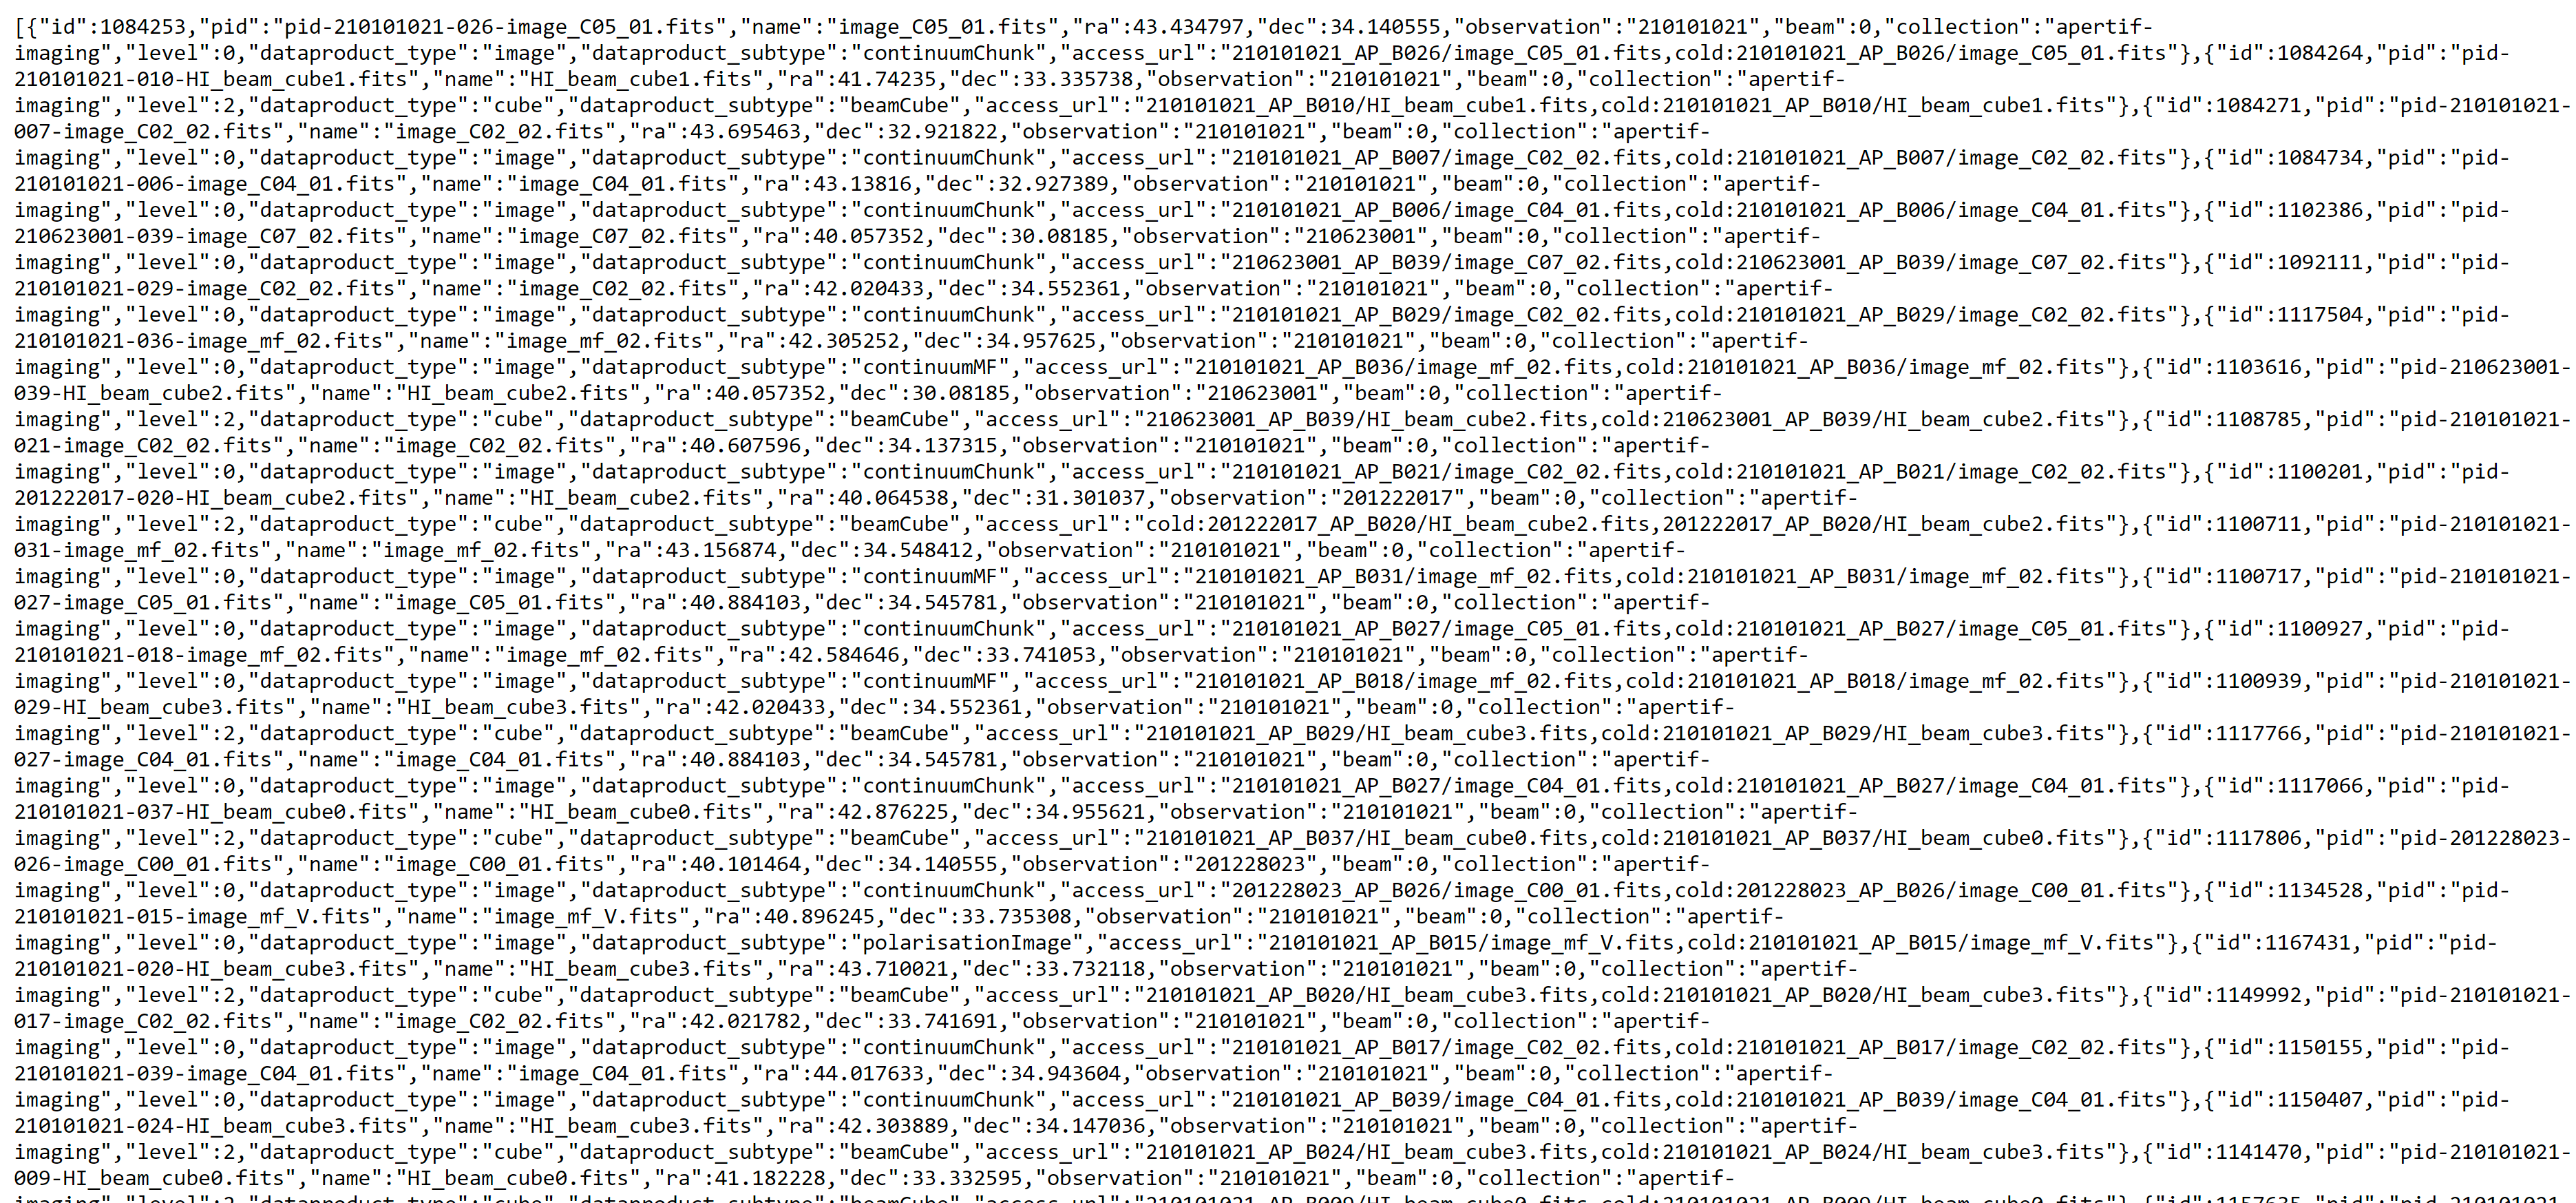 [{"id":1084253,"pid":"pid-210101021-026-image_C05_01.fits","name":"image_C05_01.fits","ra":43.434797,"dec":34.140555,"observation":"210101021","beam":0,"collection":"apertif-
imaging","level":0,"dataproduct_type":"image","dataproduct_subtype":"continuumChunk","access_url":"210101021_AP_B026/image_C05_01.fits,cold:210101021_AP_B026/image_C05_01.fits"},{"id":1084264,"pid":"pid-
210101021-010-HI_beam_cube1.fits","name":"HI_beam_cube1.fits","ra":41.74235,"dec":33.335738,"observation":"210101021","beam":0,"collection":"apertif-
imaging","level":2,"dataproduct_type":"cube","dataproduct_subtype":"beamCube","access_url":"210101021_AP_B010/HI_beam_cube1.fits,cold:210101021_AP_B010/HI_beam_cube1.fits"},{"id":1084271,"pid":"pid-210101021-
007-image_C02_02.fits","name":"image_C02_02.fits","ra":43.695463,"dec":32.921822,"observation":"210101021","beam":0,"collection":"apertif-
imaging","level":0,"dataproduct_type":"image","dataproduct_subtype":"continuumChunk","access_url":"210101021_AP_B007/image_C02_02.fits,cold:210101021_AP_B007/image_C02_02.fits"},{"id":1084734,"pid":"pid-
210101021-006-image_C04_01.fits","name":"image_C04_01.fits","ra":43.13816,"dec":32.927389,"observation":"210101021","beam":0,"collection":"apertif-
imaging","level":0,"dataproduct_type":"image","dataproduct_subtype":"continuumChunk","access_url":"210101021_AP_B006/image_C04_01.fits,cold:210101021_AP_B006/image_C04_01.fits"},{"id":1102386,"pid":"pid-
210623001-039-image_C07_02.fits","name":"image_C07_02.fits","ra":40.057352,"dec":30.08185,"observation":"210623001","beam":0,"collection":"apertif-
imaging","level":0,"dataproduct_type":"image","dataproduct_subtype":"continuumChunk","access_url":"210623001_AP_B039/image_C07_02.fits,cold:210623001_AP_B039/image_C07_02.fits"},{"id":1092111,"pid":"pid-
210101021-029-image_C02_02.fits","name":"image_C02_02.fits","ra":42.020433,"dec":34.552361,"observation":"210101021","beam":0,"collection":"apertif-
imaging","level":0,"dataproduct_type":"image","dataproduct_subtype":"continuumChunk","access_url":"210101021_AP_B029/image_C02_02.fits,cold:210101021_AP_B029/image_C02_02.fits"},{"id":1117504,"pid":"pid-
210101021-036-image_mf_02.fits","name":"image_mf_02.fits","ra":42.305252,"dec":34.957625,"observation":"210101021","beam":0,"collection":"apertif-
imaging","level":0,"dataproduct_type":"image","dataproduct_subtype":"continuumMF","access_url":"210101021_AP_B036/image_mf_02.fits,cold:210101021_AP_B036/image_mf_02.fits"},{"id":1103616,"pid":"pid-210623001-
039-HI_beam_cube2.fits","name":"HI_beam_cube2.fits","ra":40.057352,"dec":30.08185,"observation":"210623001","beam":0,"collection":"apertif-
imaging","level":2,"dataproduct_type":"cube","dataproduct_subtype":"beamCube","access_url":"210623001_AP_B039/HI_beam_cube2.fits,cold:210623001_AP_B039/HI_beam_cube2.fits"},{"id":1108785,"pid":"pid-210101021-
021-image_C02_02.fits","name":"image_C02_02.fits","ra":40.607596,"dec":34.137315,"observation":"210101021","beam":0,"collection":"apertif-
imaging","level":0,"dataproduct_type":"image","dataproduct_subtype":"continuumChunk","access_url":"210101021_AP_B021/image_C02_02.fits,cold:210101021_AP_B021/image_C02_02.fits"},{"id":1100201,"pid":"pid-
201222017-020-HI_beam_cube2.fits","name":"HI_beam_cube2.fits","ra":40.064538,"dec":31.301037,"observation":"201222017","beam":0,"collection":"apertif-
imaging","level":2,"dataproduct_type":"cube","dataproduct_subtype":"beamCube","access_url":"cold:201222017_AP_B020/HI_beam_cube2.fits,201222017_AP_B020/HI_beam_cube2.fits"},{"id":1100711,"pid":"pid-210101021-
031-image_mf_02.fits","name":"image_mf_02.fits","ra":43.156874,"dec":34.548412,"observation":"210101021","beam":0,"collection":"apertif-
imaging","level":0,"dataproduct_type":"image","dataproduct_subtype":"continuumMF","access_url":"210101021_AP_B031/image_mf_02.fits,cold:210101021_AP_B031/image_mf_02.fits"},{"id":1100717,"pid":"pid-210101021-
027-image_C05_01.fits","name":"image_C05_01.fits","ra":40.884103,"dec":34.545781,"observation":"210101021","beam":0,"collection":"apertif-
imaging","level":0,"dataproduct_type":"image","dataproduct_subtype":"continuumChunk","access_url":"210101021_AP_B027/image_C05_01.fits,cold:210101021_AP_B027/image_C05_01.fits"},{"id":1100927,"pid":"pid-
210101021-018-image_mf_02.fits","name":"image_mf_02.fits","ra":42.584646,"dec":33.741053,"observation":"210101021","beam":0,"collection":"apertif-
imaging","level":0,"dataproduct_type":"image","dataproduct_subtype":"continuumMF","access_url":"210101021_AP_B018/image_mf_02.fits,cold:210101021_AP_B018/image_mf_02.fits"},{"id":1100939,"pid":"pid-210101021-
029-HI_beam_cube3.fits","name":"HI_beam_cube3.fits","ra":42.020433,"dec":34.552361,"observation":"210101021","beam":0,"collection":"apertif-
imaging","level":2,"dataproduct_type":"cube","dataproduct_subtype":"beamCube","access_url":"210101021_AP_B029/HI_beam_cube3.fits,cold:210101021_AP_B029/HI_beam_cube3.fits"},{"id":1117766,"pid":"pid-210101021-
027-image_C04_01.fits","name":"image_C04_01.fits","ra":40.884103,"dec":34.545781,"observation":"210101021","beam":0,"collection":"apertif-
imaging","level":0,"dataproduct_type":"image","dataproduct_subtype":"continuumChunk","access_url":"210101021_AP_B027/image_C04_01.fits,cold:210101021_AP_B027/image_C04_01.fits"},{"id":1117066,"pid":"pid-
210101021-037-HI_beam_cube0.fits","name":"HI_beam_cube0.fits","ra":42.876225,"dec":34.955621,"observation":"210101021","beam":0,"collection":"apertif-
imaging","level":2,"dataproduct_type":"cube","dataproduct_subtype":"beamCube","access_url":"210101021_AP_B037/HI_beam_cube0.fits,cold:210101021_AP_B037/HI_beam_cube0.fits"},{"id":1117806,"pid":"pid-201228023-
026-image_C00_01.fits","name":"image_C00_01.fits","ra":40.101464,"dec":34.140555,"observation":"201228023","beam":0,"collection":"apertif-
imaging","level":0,"dataproduct_type":"image","dataproduct_subtype":"continuumChunk","access_url":"201228023_AP_B026/image_C00_01.fits,cold:201228023_AP_B026/image_C00_01.fits"},{"id":1134528,"pid":"pid-
210101021-015-image_mf_V.fits","name":"image_mf_V.fits","ra":40.896245,"dec":33.735308,"observation":"210101021","beam":0,"collection":"apertif-
imaging","level":0,"dataproduct_type":"image","dataproduct_subtype":"polarisationImage","access_url":"210101021_AP_B015/image_mf_V.fits,cold:210101021_AP_B015/image_mf_V.fits"},{"id":1167431,"pid":"pid-
210101021-020-HI_beam_cube3.fits","name":"HI_beam_cube3.fits","ra":43.710021,"dec":33.732118,"observation":"210101021","beam":0,"collection":"apertif-
imaging","level":2,"dataproduct_type":"cube","dataproduct_subtype":"beamCube","access_url":"210101021_AP_B020/HI_beam_cube3.fits,cold:210101021_AP_B020/HI_beam_cube3.fits"},{"id":1149992,"pid":"pid-210101021-
017-image_C02_02.fits","name":"image_C02_02.fits","ra":42.021782,"dec":33.741691,"observation":"210101021","beam":0,"collection":"apertif-
imaging","level":0,"dataproduct_type":"image","dataproduct_subtype":"continuumChunk","access_url":"210101021_AP_B017/image_C02_02.fits,cold:210101021_AP_B017/image_C02_02.fits"},{"id":1150155,"pid":"pid-
210101021-039-image_C04_01.fits","name":"image_C04_01.fits","ra":44.017633,"dec":34.943604,"observation":"210101021","beam":0,"collection":"apertif-
imaging","level":0,"dataproduct_type":"image","dataproduct_subtype":"continuumChunk","access_url":"210101021_AP_B039/image_C04_01.fits,cold:210101021_AP_B039/image_C04_01.fits"},{"id":1150407,"pid":"pid-
210101021-024-HI_beam_cube3.fits","name":"HI_beam_cube3.fits","ra":42.303889,"dec":34.147036,"observation":"210101021","beam":0,"collection":"apertif-
imaging","level":2,"dataproduct_type":"cube","dataproduct_subtype":"beamCube","access_url":"210101021_AP_B024/HI_beam_cube3.fits,cold:210101021_AP_B024/HI_beam_cube3.fits"},{"id":1141470,"pid":"pid-210101021-
009-HI_beam_cube0.fits","name":"HI_beam_cube0.fits","ra":41.182228,"dec":33.332595,"observation":"210101021","beam":0,"collection":"apertif-